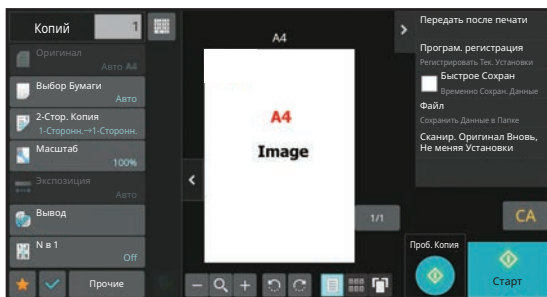 Копий
1
Оригинал
Авто A4
Выбор Бумаги
Авто
2-Стор. Копия
1-Сторонн.→1-Сторонн.
Масштаб
100%
Экспозиция
Авто
Вывод
N в 1
Off
Прочие
A4
A4
Image
1/1
Передать после печати
Програм. регистрация
Регистрировать Тек. Установки
Быстрое Сохран
Временно Сохран. Данные
Файл
Сохранить Данные в Папке
Сканир. Оригинал Вновь,
Не меняя Установки
CA
Проб. Копия
Старт